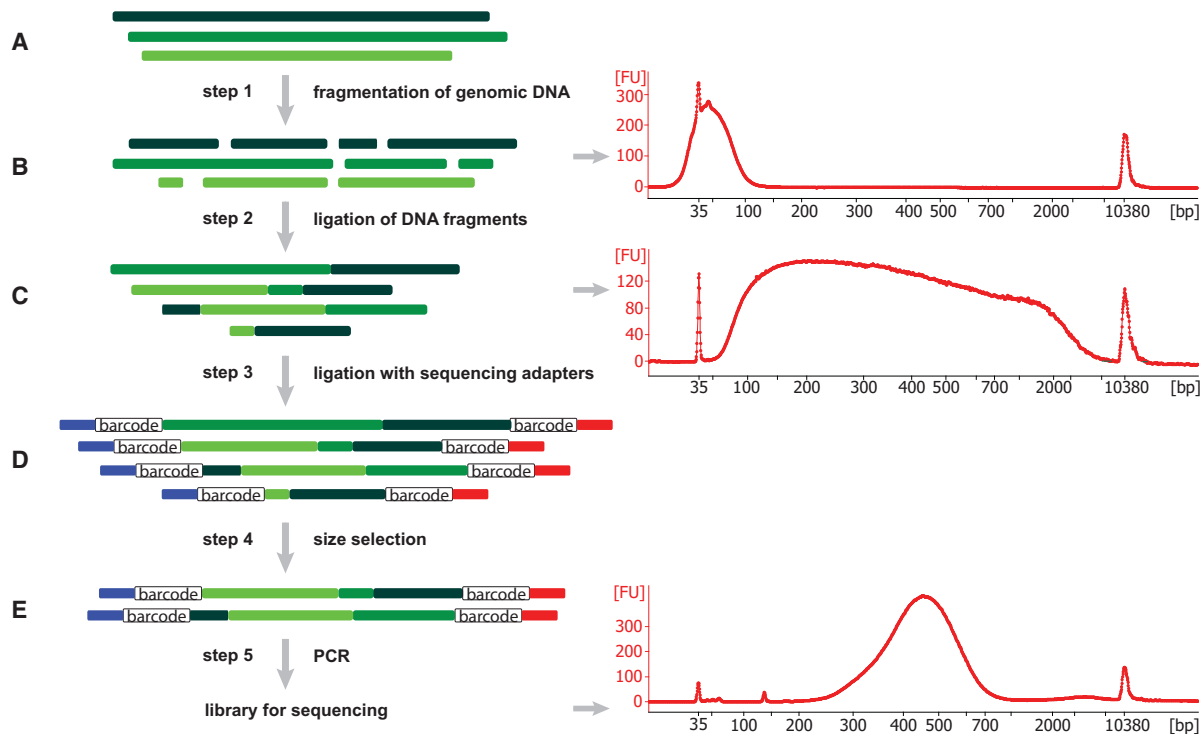 A
step 1 fragmentation of genomic DNA
B
step 2 ligation of DNA fragments
C
step 3 ligation with sequencing adapters
barcode barcode
barcode barcode
D
barcode barcode
barcode barcode
step 4 size selection
E
barcode barcode
barcode barcode
step 5 PCR
library for sequencing
[FU]
300
200
100
0
35 100 200 300 400 500 700 2000 10380 [bp]
[FU]
120
80
40
0
35 100 200 300 400 500 700 2000 10380 [bp]
[FU]
300
200
100
0
35 100 200 300 400 500 700 2000 10380 [bp]